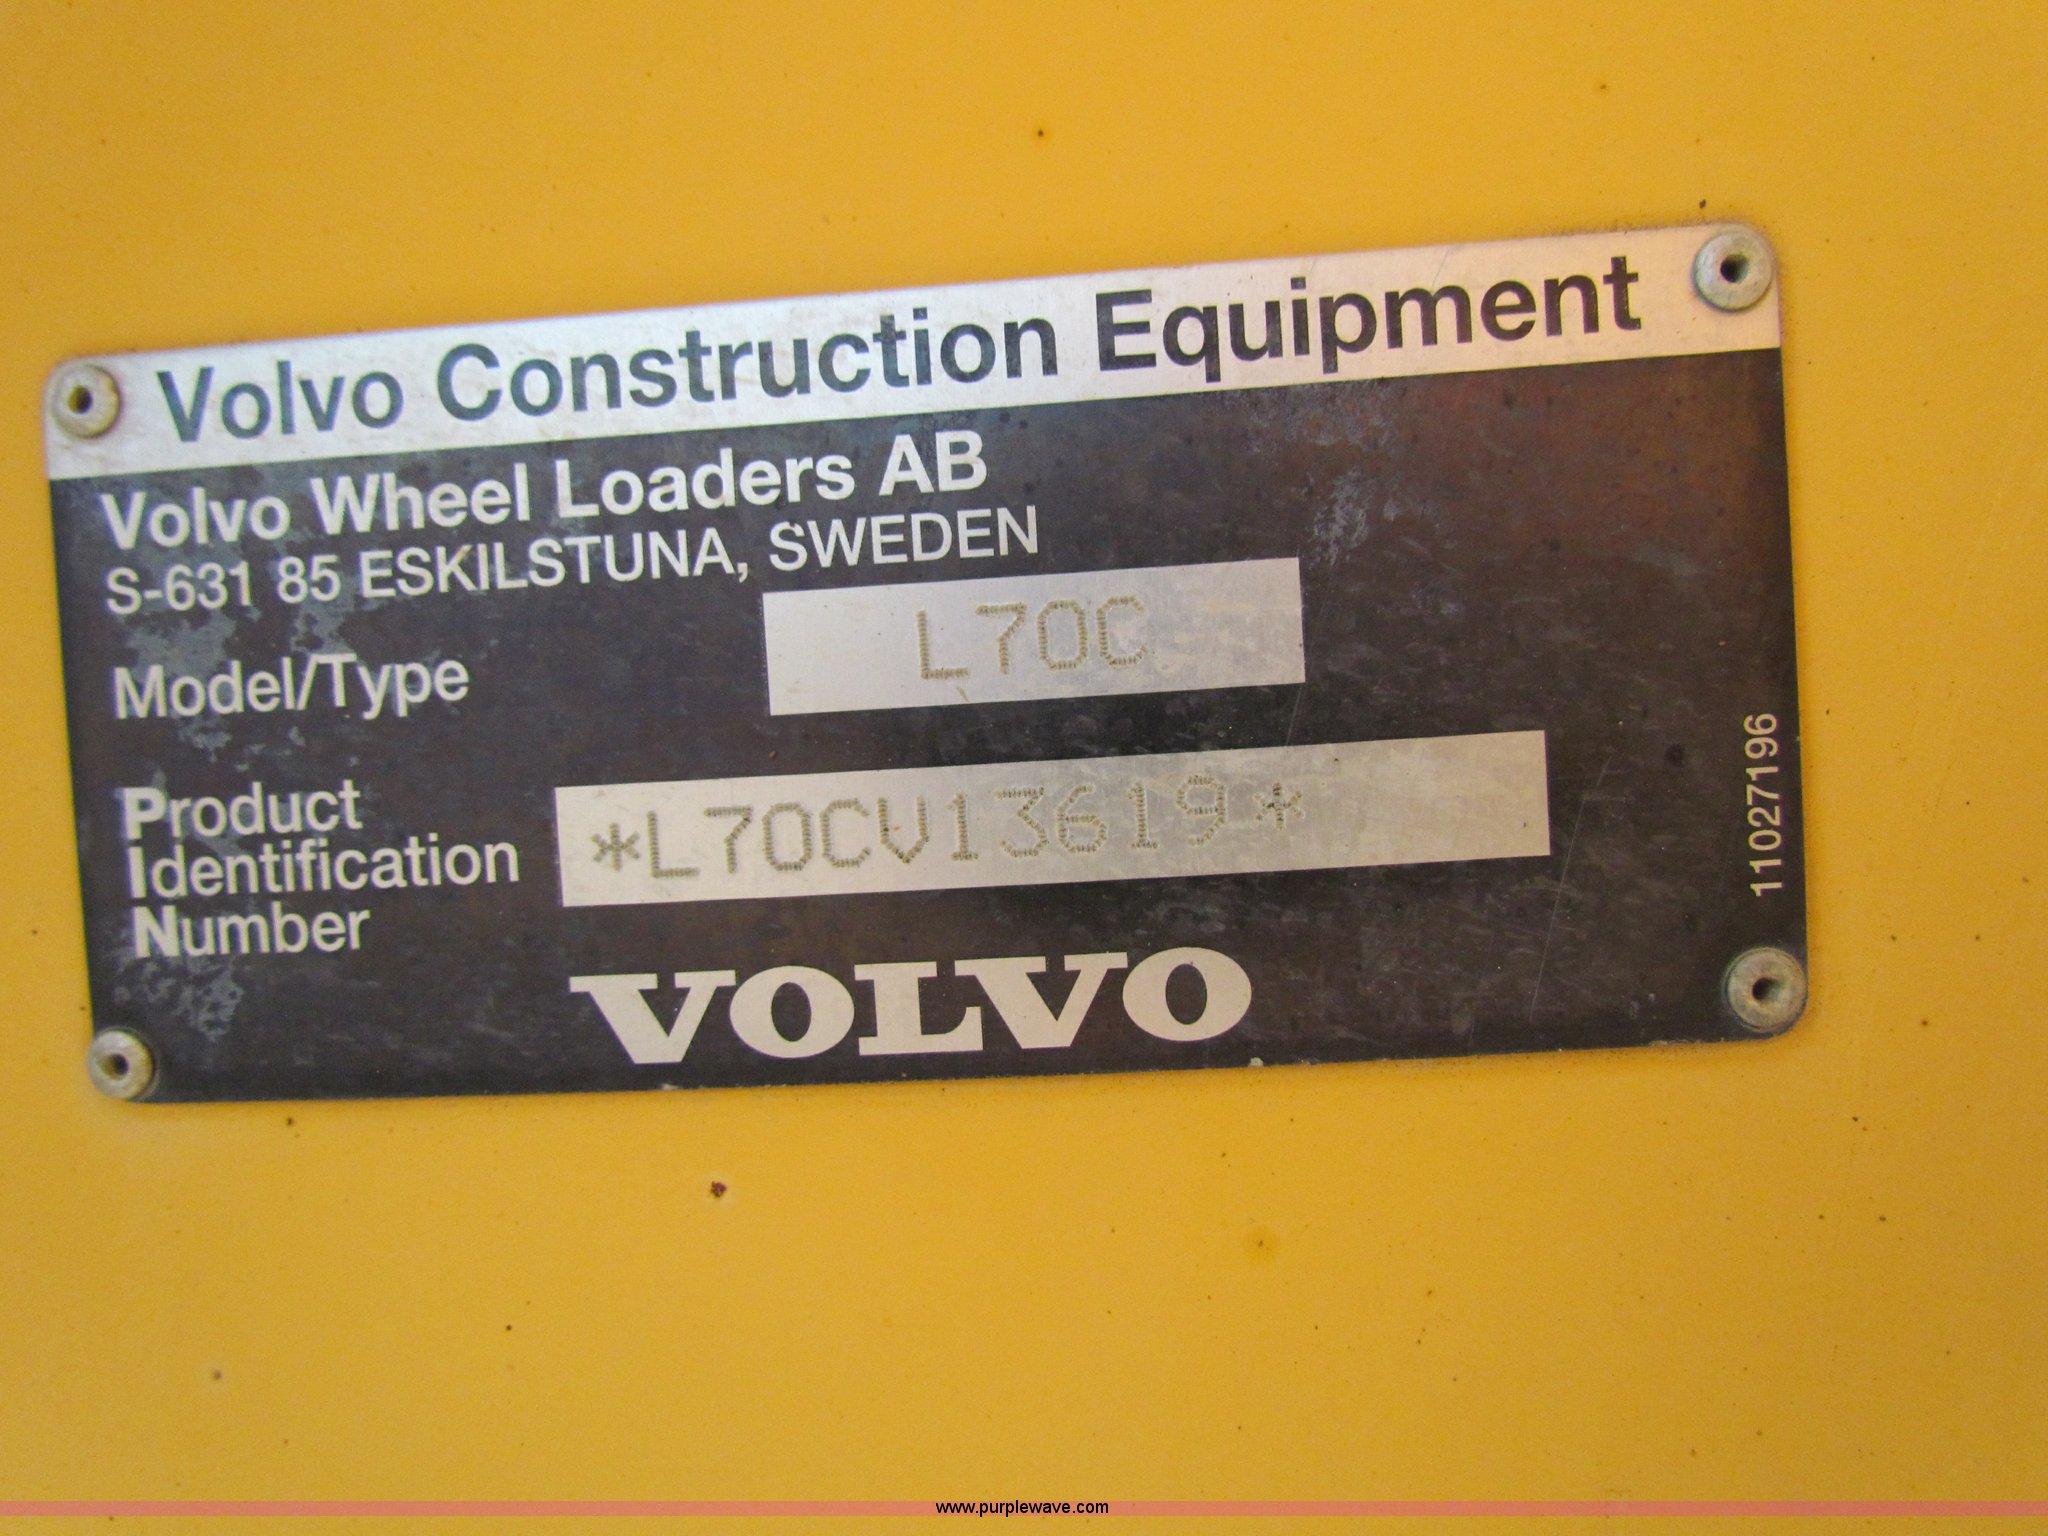 Volvo Construction Equipment
Volvo Wheel Loaders AB
S-631 85 ESKILSTUNA, SWEDEN
Model/Type
L70C
Product
Identification
Number
*L70CV13619*
VOLVO
11027196
www.purplewave.com